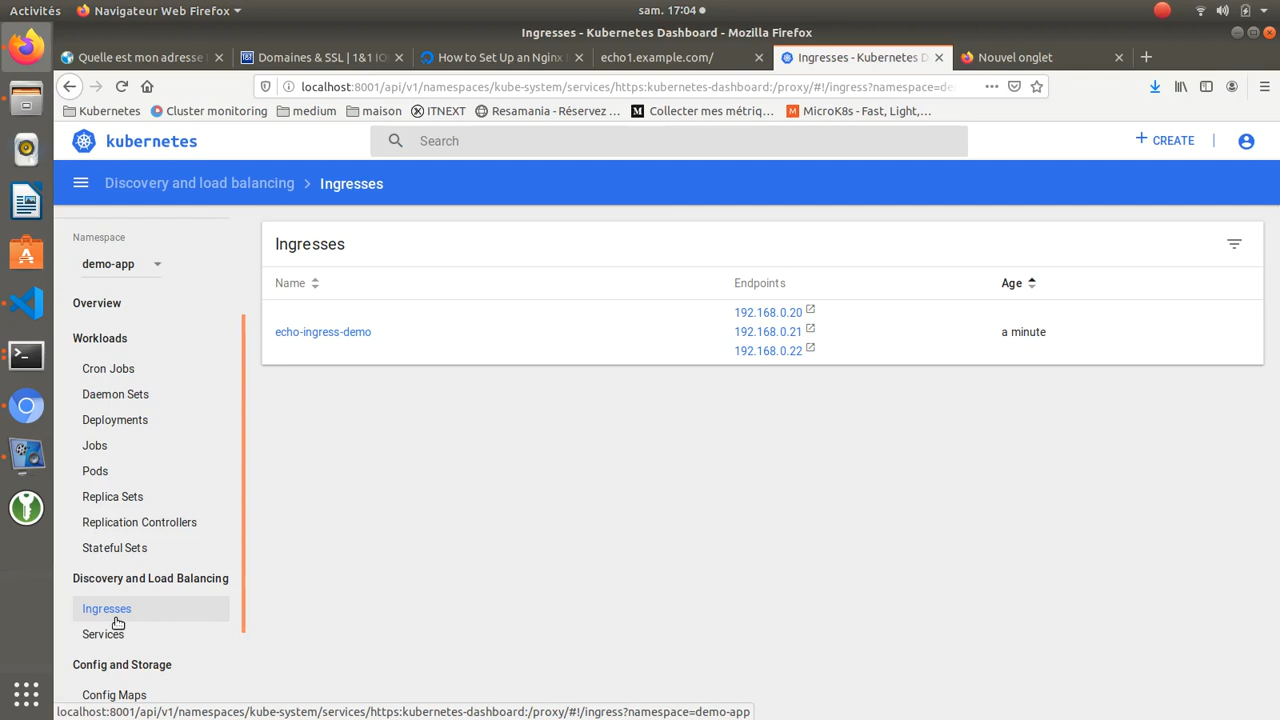 Activités
Navigateur Web Firefox
sam. 17:04
Ingresses - Kubernetes Dashboard - Mozilla Firefox
Quelle est mon adresse
Domaines & SSL | 1&1 IO
How to Set Up an Nginx
echo1.example.com/
Ingresses - Kubernetes D
Nouvel onglet
localhost:8001/api/v1/namespaces/kube-system/services/https:kubernetes-dashboard:/proxy/#!/ingress?namespace=de
Kubernetes
Cluster monitoring
medium
maison
ITNEXT
Resamania - Réservez ...
Collecter mes métriq...
MicroK8s - Fast, Light,...
kubernetes
Search
+ CREATE
Discovery and load balancing > Ingresses
Namespace
demo-app
Overview
Workloads
Cron Jobs
Daemon Sets
Deployments
Jobs
Pods
Replica Sets
Replication Controllers
Stateful Sets
Discovery and Load Balancing
Ingresses
Services
Config and Storage
Config Maps
Ingresses
Name
Endpoints
Age
echo-ingress-demo
192.168.0.20
192.168.0.21
192.168.0.22
a minute
localhost:8001/api/v1/namespaces/kube-system/services/https:kubernetes-dashboard:/proxy/#!/ingress?namespace=demo-app